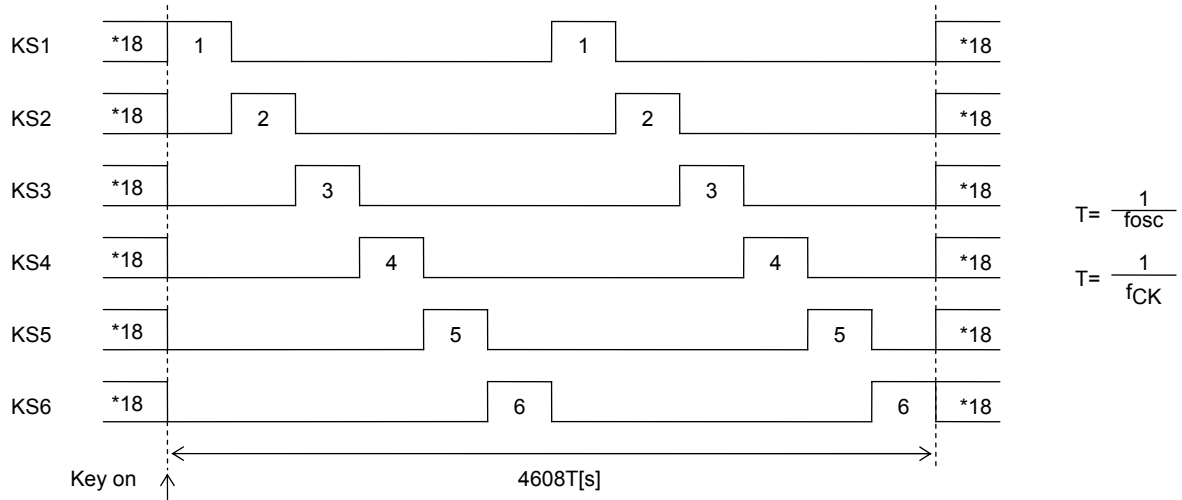 KS1 *18 1 1 *18
KS2 *18 2 2 *18
KS3 *18 3 3 *18
T= 1/fosc
KS4 *18 4 4 *18
T= 1/fCK
KS5 *18 5 5 *18
KS6 *18 6 6 *18
Key on 4608T[s]